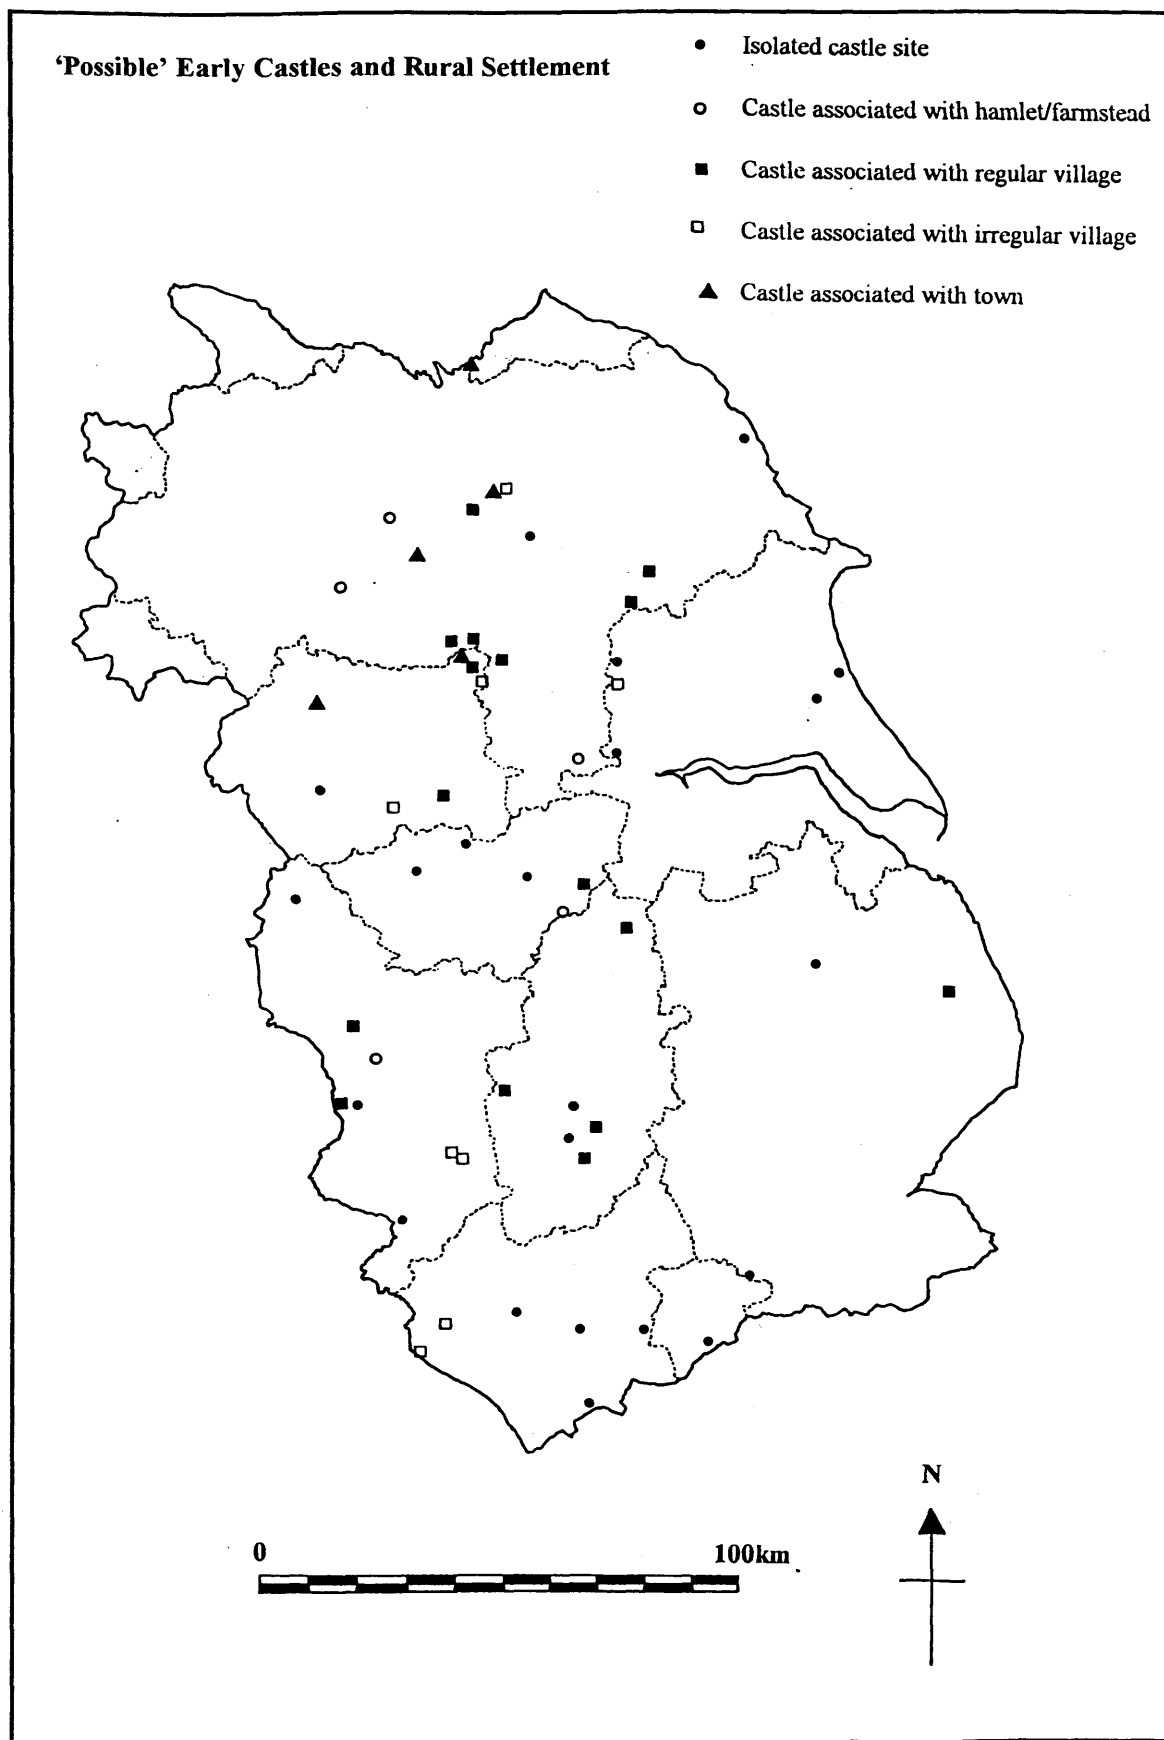 ‘Possible’ Early Castles and Rural Settlement
Isolated castle site
Castle associated with hamlet/farmstead
Castle associated with regular village
Castle associated with irregular village
Castle associated with town
N
0
100km